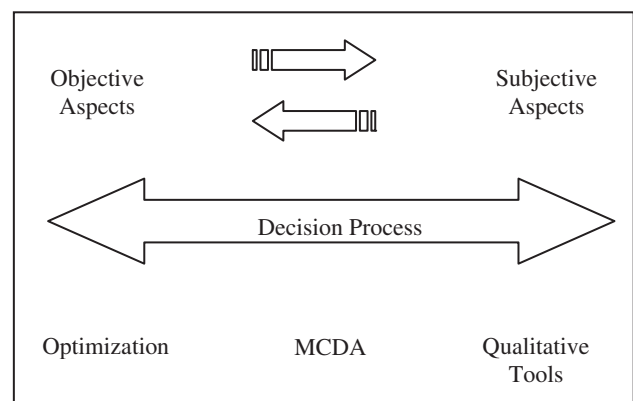 Objective
Aspects
Subjective
Aspects
Decision Process
Optimization
MCDA
Qualitative
Tools